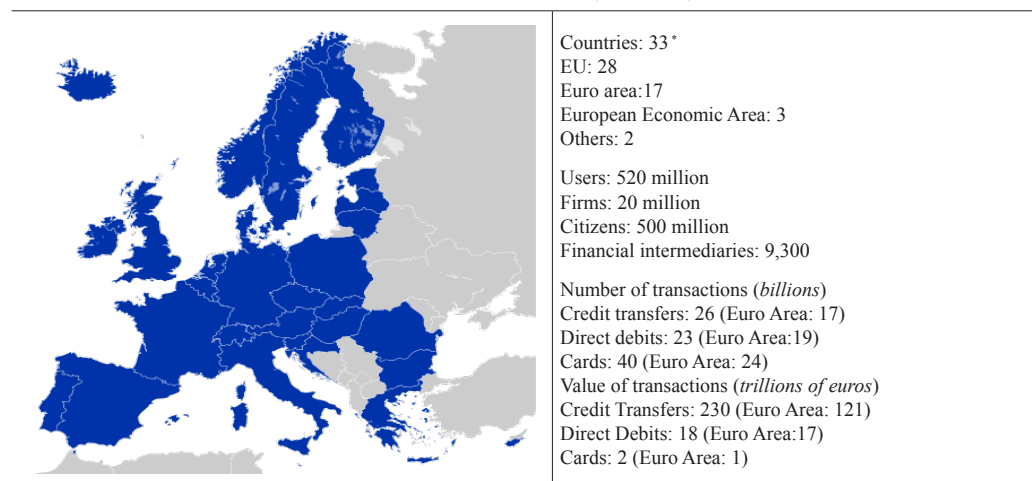 Countries: 33*
EU: 28
Euro area:17
European Economic Area: 3
Others: 2
Users: 520 million
Firms: 20 million
Citizens: 500 million
Financial intermediaries: 9,300
Number of transactions (billions)
Credit transfers: 26 (Euro Area: 17)
Direct debits: 23 (Euro Area:19)
Cards: 40 (Euro Area: 24)
Value of transactions (trillions of euros)
Credit Transfers: 230 (Euro Area: 121)
Direct Debits: 18 (Euro Area:17)
Cards: 2 (Euro Area: 1)